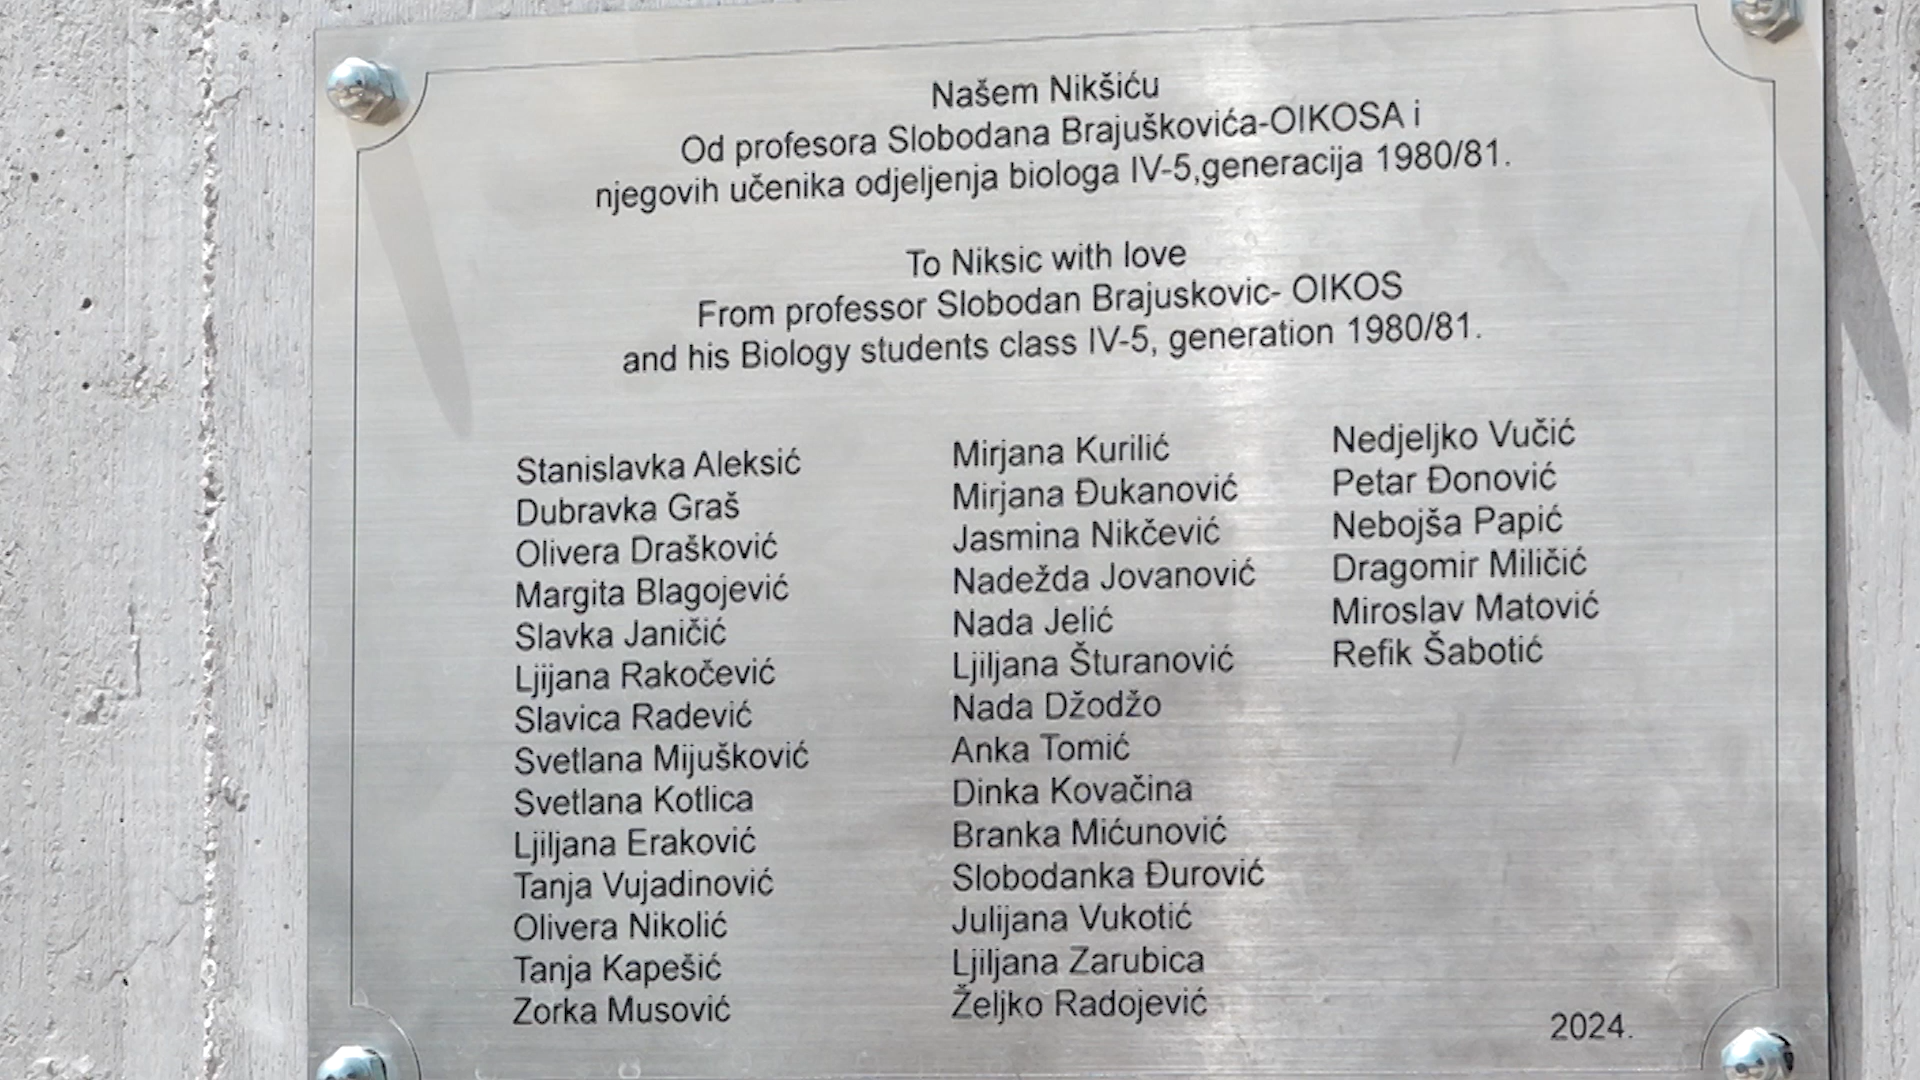 Našem Nikšiću
Od profesora Slobodana Brajuškovića-OIKOSA i
njegovih učenika odjeljenja biologa IV-5,generacija 1980/81.
To Niksic with love
From professor Slobodan Brajuskovic- OIKOS
and his Biology students class IV-5, generation 1980/81.
Stanislavka Aleksić
Dubravka Graš
Olivera Drašković
Margita Blagojević
Slavka Janičić
Ljijana Rakočević
Slavica Radević
Svetlana Mijušković
Svetlana Kotlica
Ljiljana Eraković
Tanja Vujadinović
Olivera Nikolić
Tanja Kapešić
Zorka Musović
Mirjana Kurilić
Mirjana Đukanović
Jasmina Nikčević
Nadežda Jovanović
Nada Jelić
Ljiljana Šturanović
Nada Džodžo
Anka Tomić
Dinka Kovačina
Branka Mićunović
Slobodanka Đurović
Julijana Vukotić
Ljiljana Zarubica
Željko Radojević
Nedjeljko Vučić
Petar Đonović
Nebojša Papić
Dragomir Miličić
Miroslav Matović
Refik Šabotić
2024.